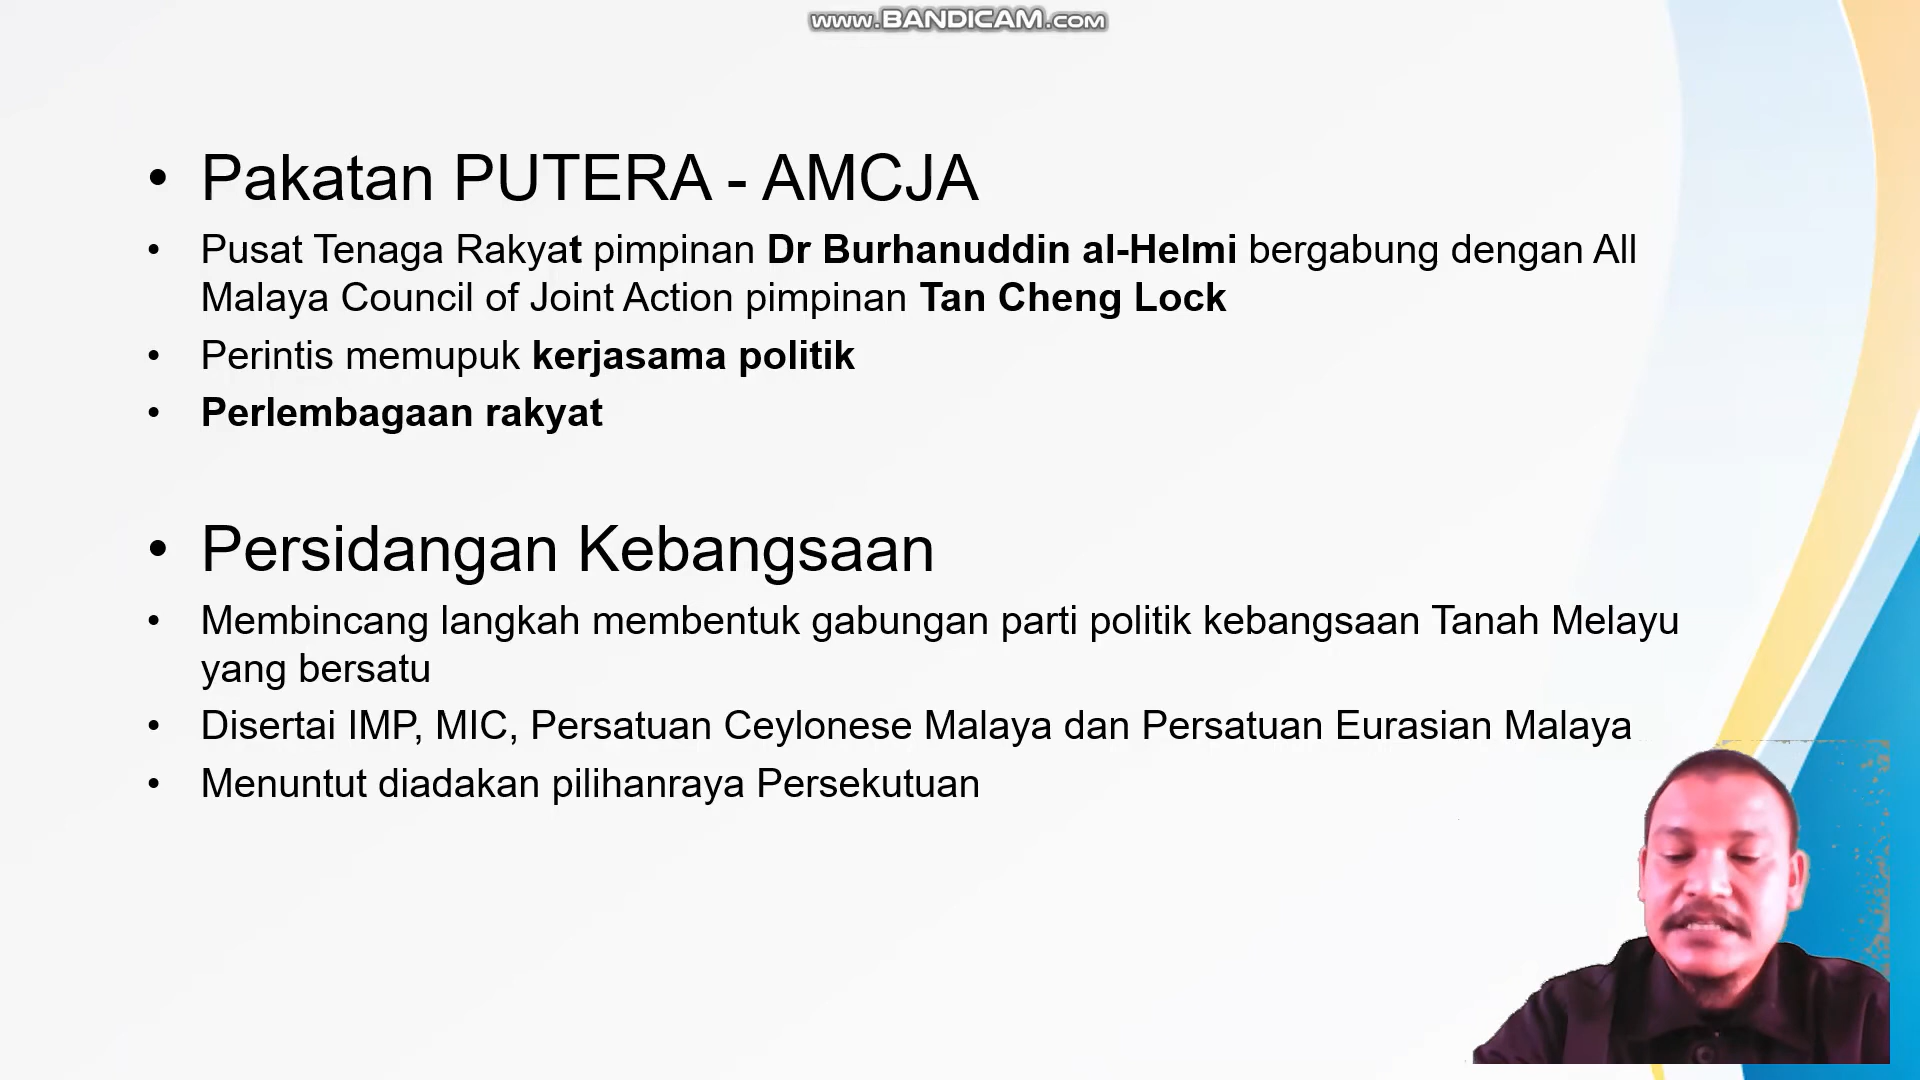 www.BANDICAM.com
• Pakatan PUTERA - AMCJA
• Pusat Tenaga Rakyat pimpinan Dr Burhanuddin al-Helmi bergabung dengan All
Malaya Council of Joint Action pimpinan Tan Cheng Lock
• Perintis memupuk kerjasama politik
• Perlembagaan rakyat
• Persidangan Kebangsaan
• Membincang langkah membentuk gabungan parti politik kebangsaan Tanah Melayu
yang bersatu
• Disertai IMP, MIC, Persatuan Ceylonese Malaya dan Persatuan Eurasian Malaya
• Menuntut diadakan pilihanraya Persekutuan